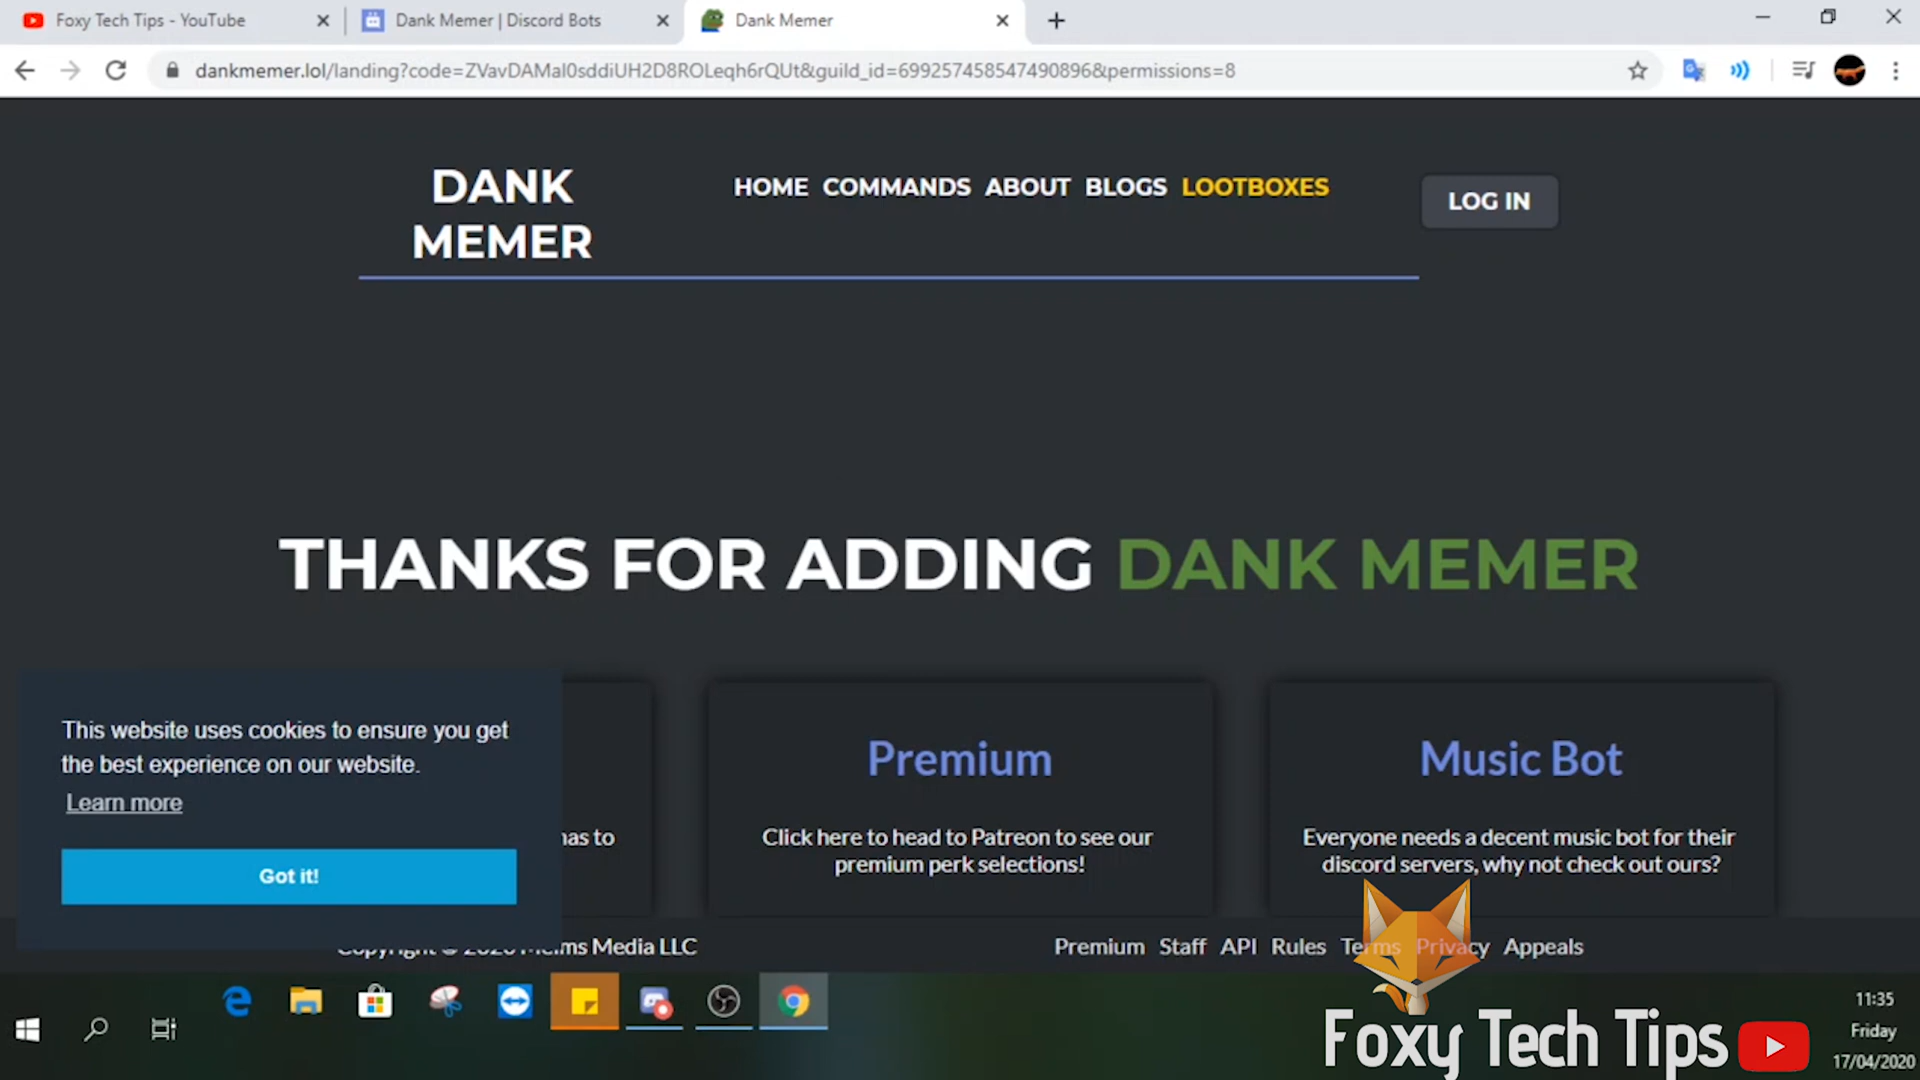 Foxy Tech Tips - YouTube
Dank Memer | Discord Bots
Dank Memer
dankmemer.lol/landing?code=ZVavDAMal0sddiUH2D8ROLeqh6rQUt&guild_id=699257458547490896&permissions=8
DANK
MEMER
HOME COMMANDS ABOUT BLOGS LOOTBOXES
LOG IN
THANKS FOR ADDING DANK MEMER
This website uses cookies to ensure you get
the best experience on our website.
Learn more
Got it!
has to
Premium
Click here to head to Patreon to see our
premium perk selections!
Music Bot
Everyone needs a decent music bot for their
discord servers, why not check out ours?
Copyright © 2020 Melms Media LLC
Premium Staff API Rules Terms Privacy Appeals
Foxy Tech Tips
11:35
Friday
17/04/2020